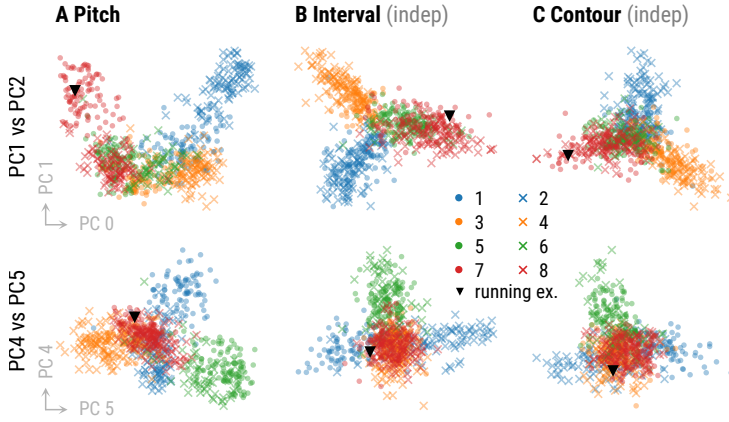 A Pitch
B Interval (indep)
C Contour (indep)
PC1 vs PC2
PC 1
PC 0
1 2
3 4
5 6
7 8
running ex.
PC4 vs PC5
PC 4
PC 5